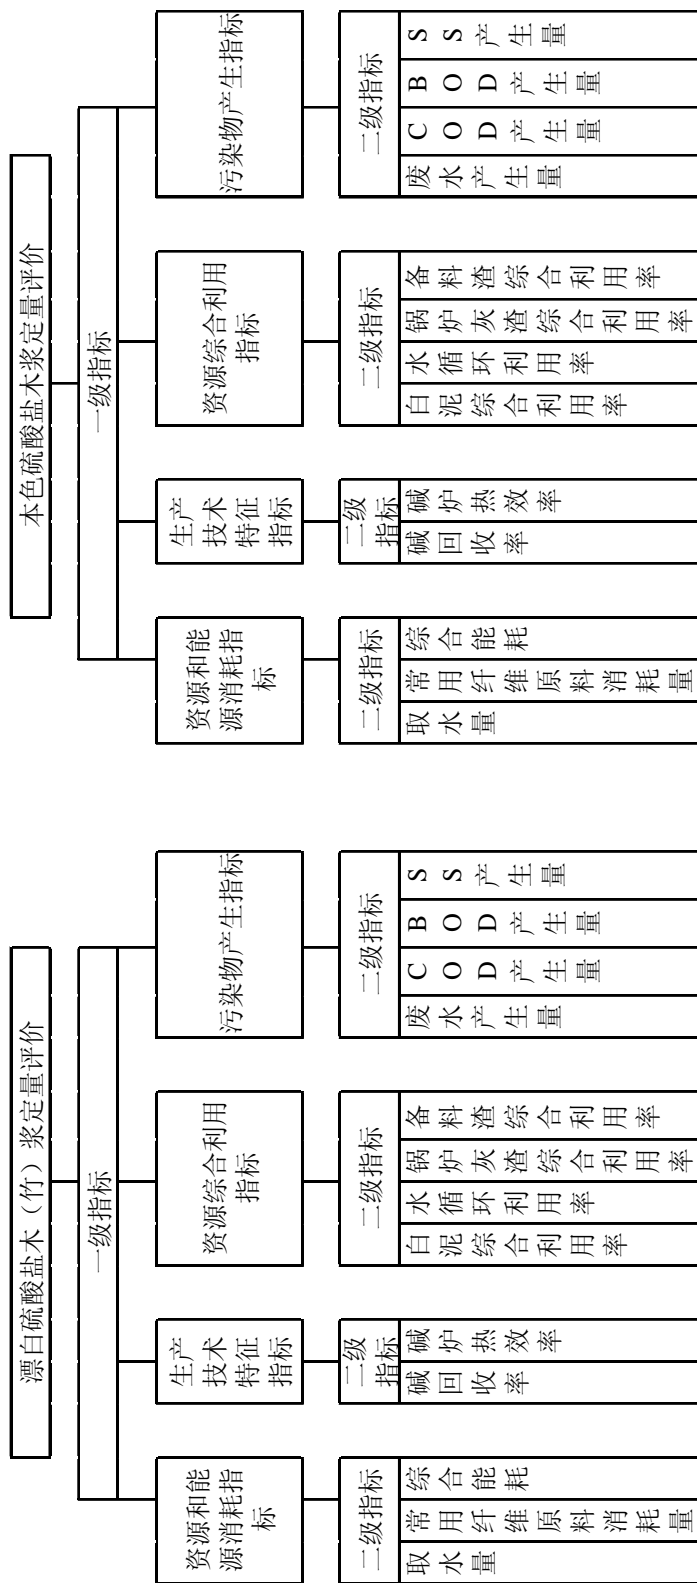 漂白硫酸盐木（竹）浆定量评价
一级指标
资源和能
源消耗指
标
二级指标
取水量
常用纤维原料消耗量
综合能耗
生产
技术
特征
指标
二级
指标
碱回收率
碱炉热效率
资源综合利用
指标
二级指标
白泥综合利用率
水循环利用率
锅炉灰渣综合利用率
备料渣综合利用率
污染物产生指标
二级指标
废水产生量
COD产生量
BOD产生量
SS产生量
本色硫酸盐木浆定量评价
一级指标
资源和能
源消耗指
标
二级指标
取水量
常用纤维原料消耗量
综合能耗
生产
技术
特征
指标
二级
指标
碱回收率
碱炉热效率
资源综合利用
指标
二级指标
白泥综合利用率
水循环利用率
锅炉灰渣综合利用率
备料渣综合利用率
污染物产生指标
二级指标
废水产生量
COD产生量
BOD产生量
SS产生量